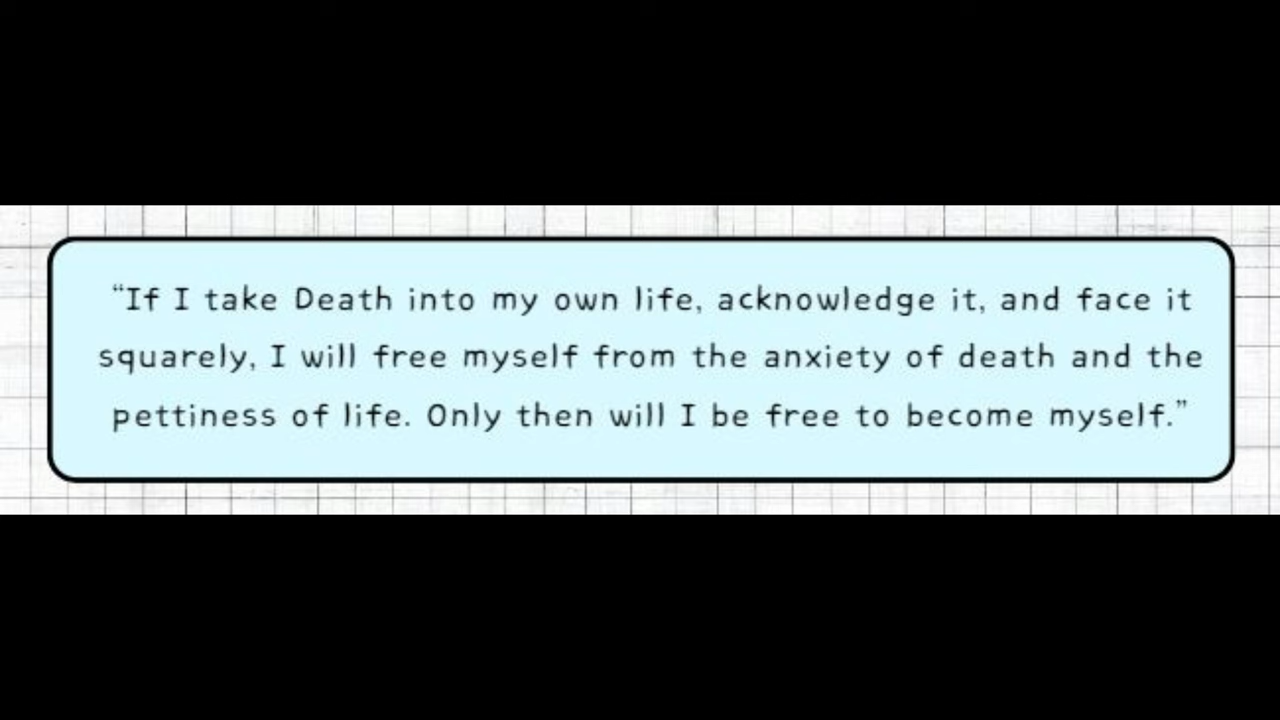 “If I take Death into my own life, acknowledge it, and face it
squarely, I will free myself from the anxiety of death and the
pettiness of life. Only then will I be free to become myself.”